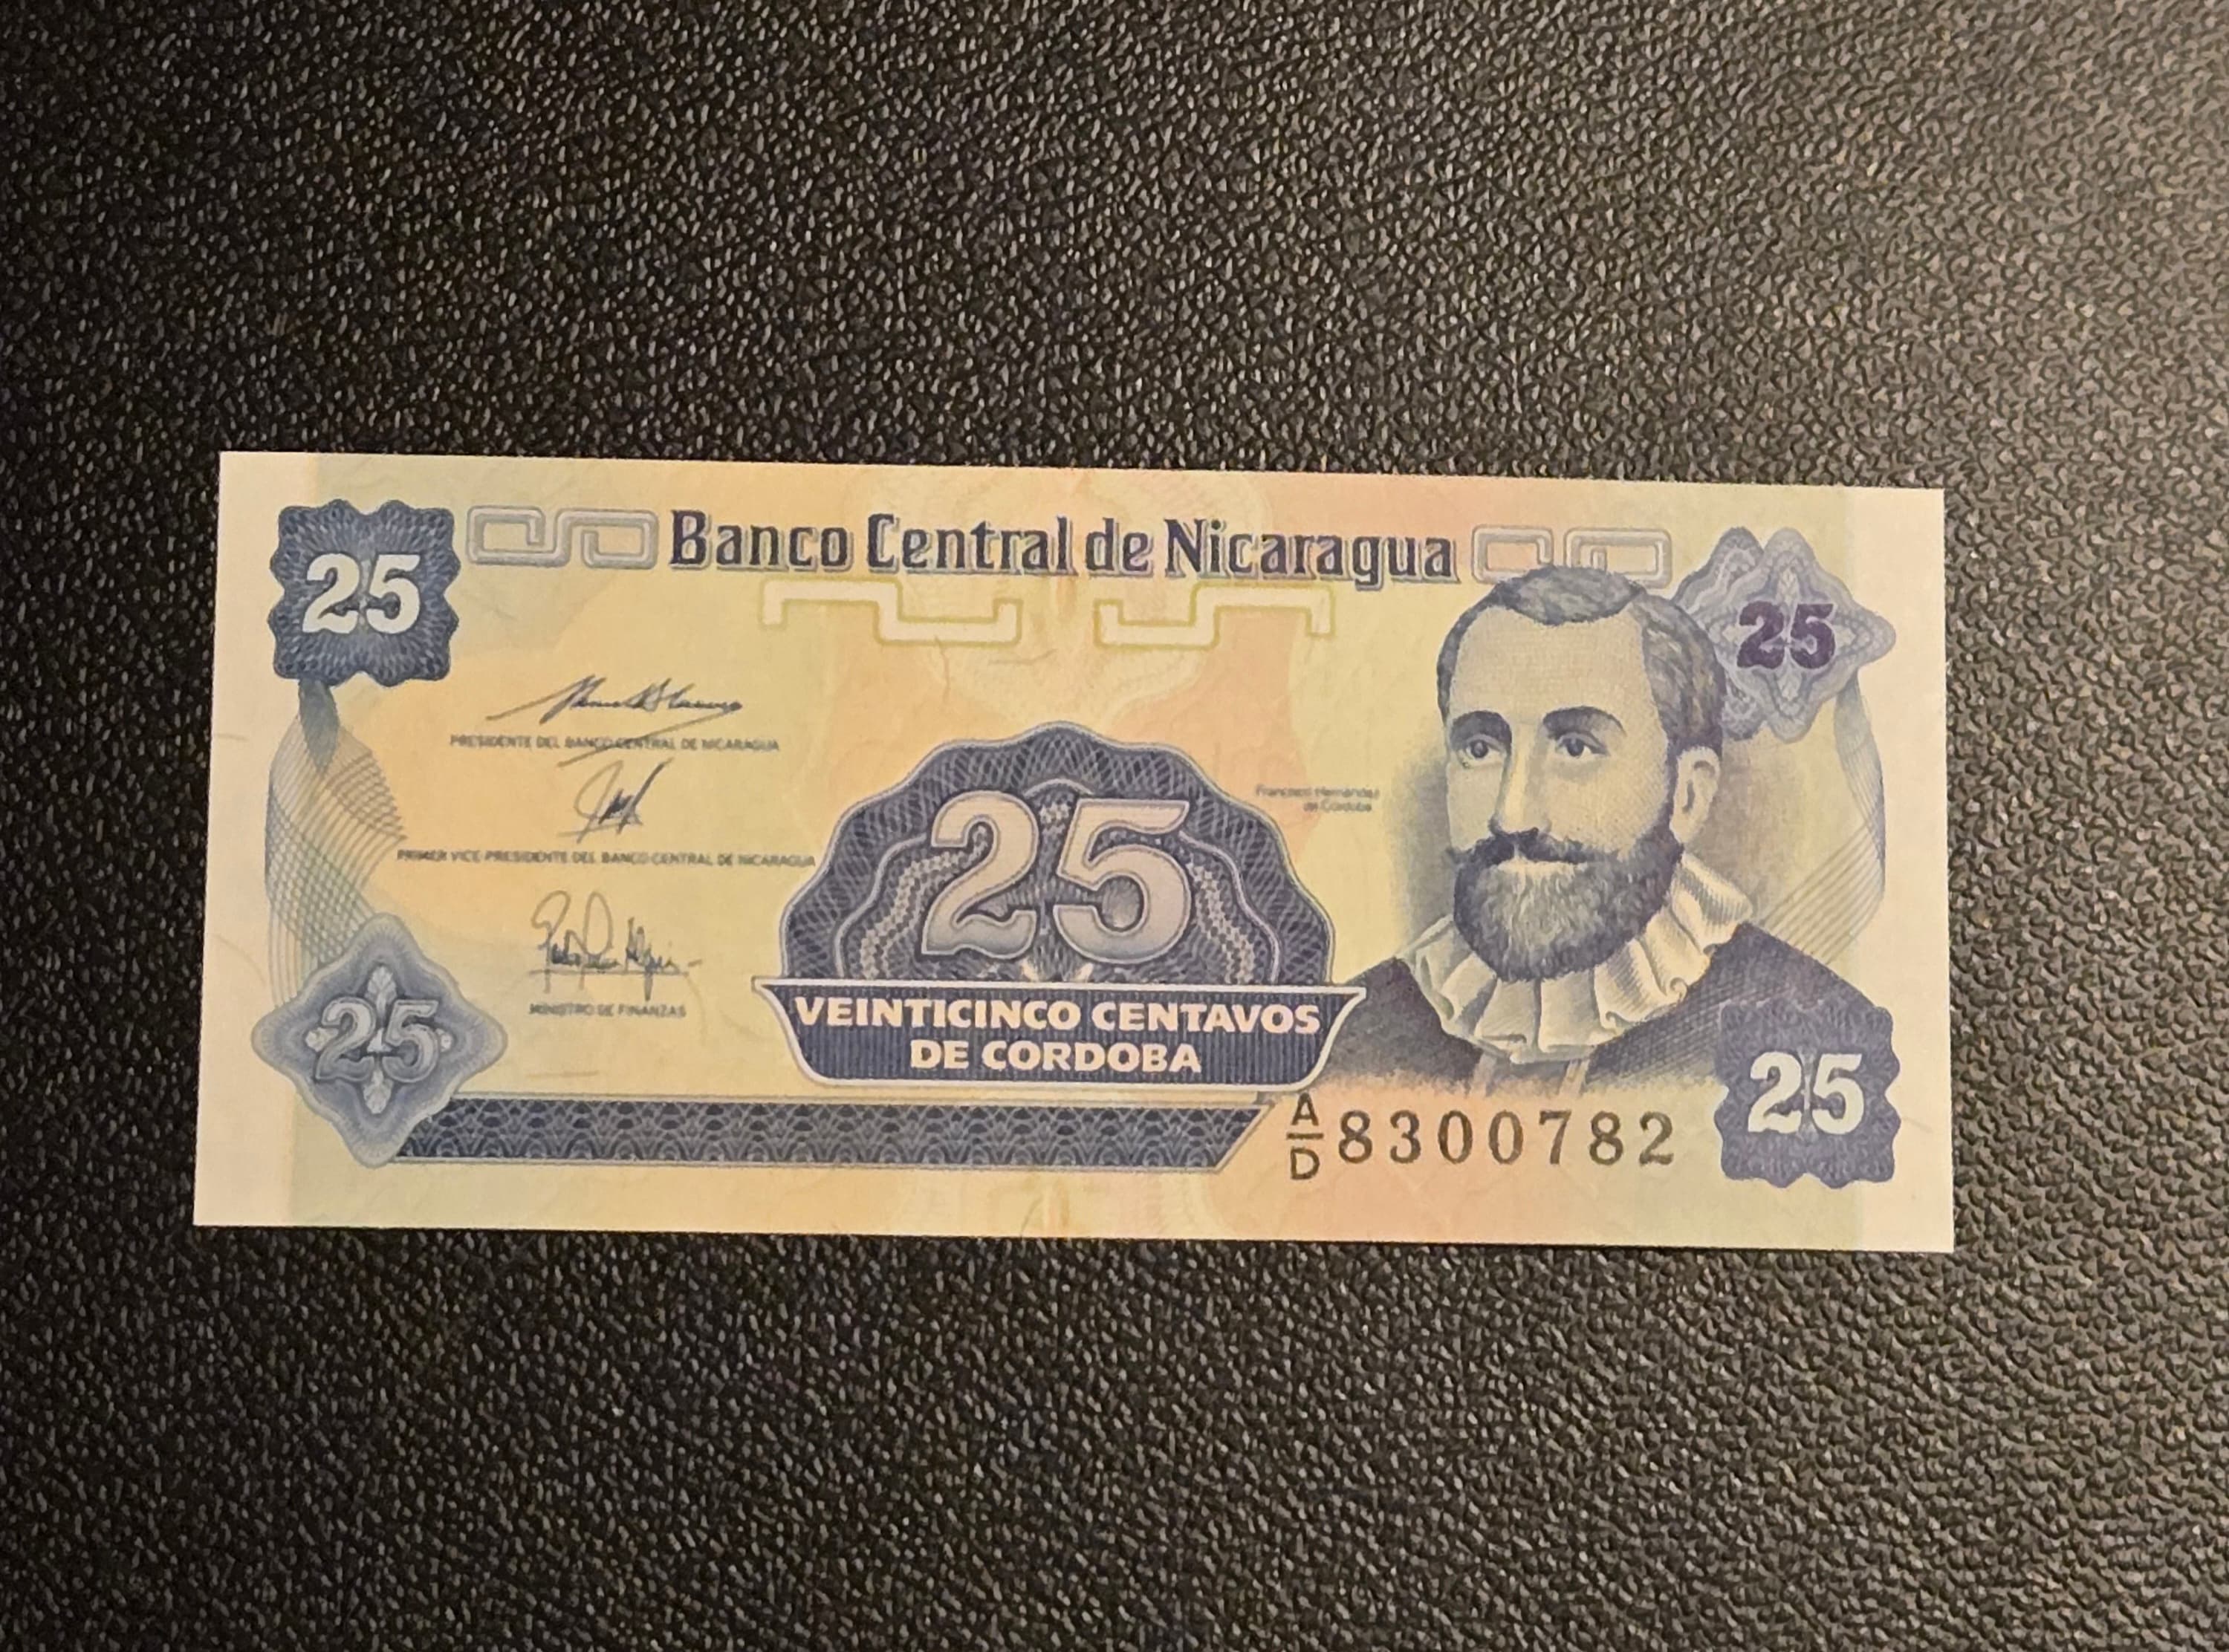 25
Banco Central de Nicaragua
25
PRESIDENTE DEL BANCO CENTRAL DE NICARAGUA
Francisco Hernández
de Córdoba
PRIMER VICE-PRESIDENTE DEL BANCO CENTRAL DE NICARAGUA
25
MINISTRO DE FINANZAS
25
VEINTICINCO CENTAVOS
DE CORDOBA
A/D 8300782
25